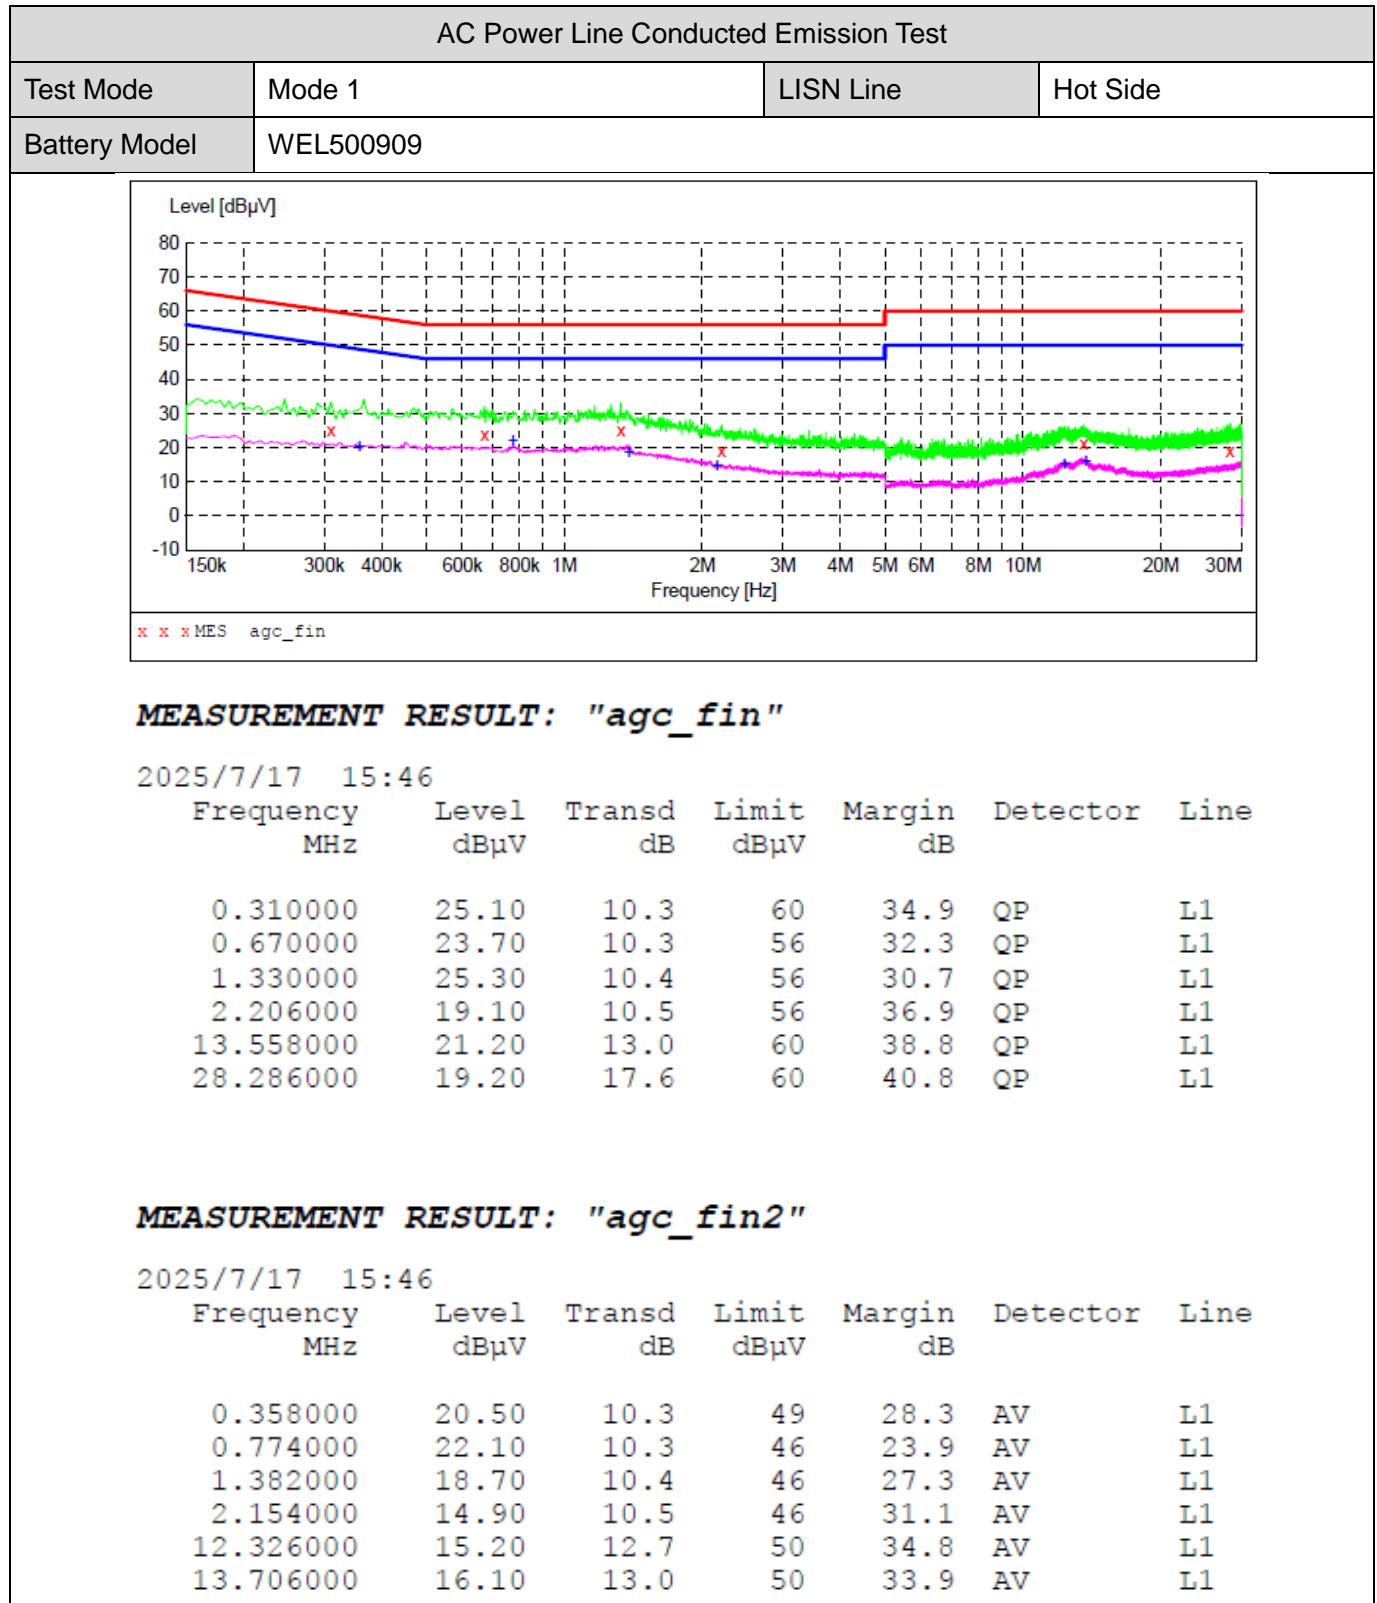 AC Power Line Conducted Emission Test
Test Mode Mode 1 LISN Line Hot Side
Battery Model WEL500909
Level [dBµV]
80
70
60
50
40
30
20
10
0
-10
150k 300k 400k 600k 800k 1M 2M 3M 4M 5M 6M 8M 10M 20M 30M
Frequency [Hz]
x x x MES agc_fin
MEASUREMENT RESULT: "agc_fin"
2025/7/17 15:46
Frequency Level Transd Limit Margin Detector Line
MHz dBµV dB dBµV dB
0.310000 25.10 10.3 60 34.9 QP L1
0.670000 23.70 10.3 56 32.3 QP L1
1.330000 25.30 10.4 56 30.7 QP L1
2.206000 19.10 10.5 56 36.9 QP L1
13.558000 21.20 13.0 60 38.8 QP L1
28.286000 19.20 17.6 60 40.8 QP L1
MEASUREMENT RESULT: "agc_fin2"
2025/7/17 15:46
Frequency Level Transd Limit Margin Detector Line
MHz dBµV dB dBµV dB
0.358000 20.50 10.3 49 28.3 AV L1
0.774000 22.10 10.3 46 23.9 AV L1
1.382000 18.70 10.4 46 27.3 AV L1
2.154000 14.90 10.5 46 31.1 AV L1
12.326000 15.20 12.7 50 34.8 AV L1
13.706000 16.10 13.0 50 33.9 AV L1